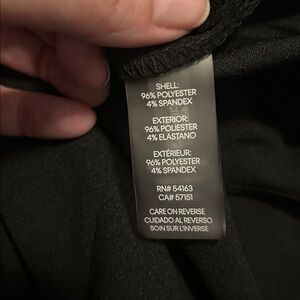 SHELL:
96% POLYESTER
4% SPANDEX
EXTERIOR:
96% POLIESTER
4% ELASTANO
EXTÉRIEUR:
96% POLYESTER
4% SPANDEX
RN# 54163
CA# 57151
CARE ON REVERSE
CUIDADO AL REVERSO
SOIN SUR L'INVERSE